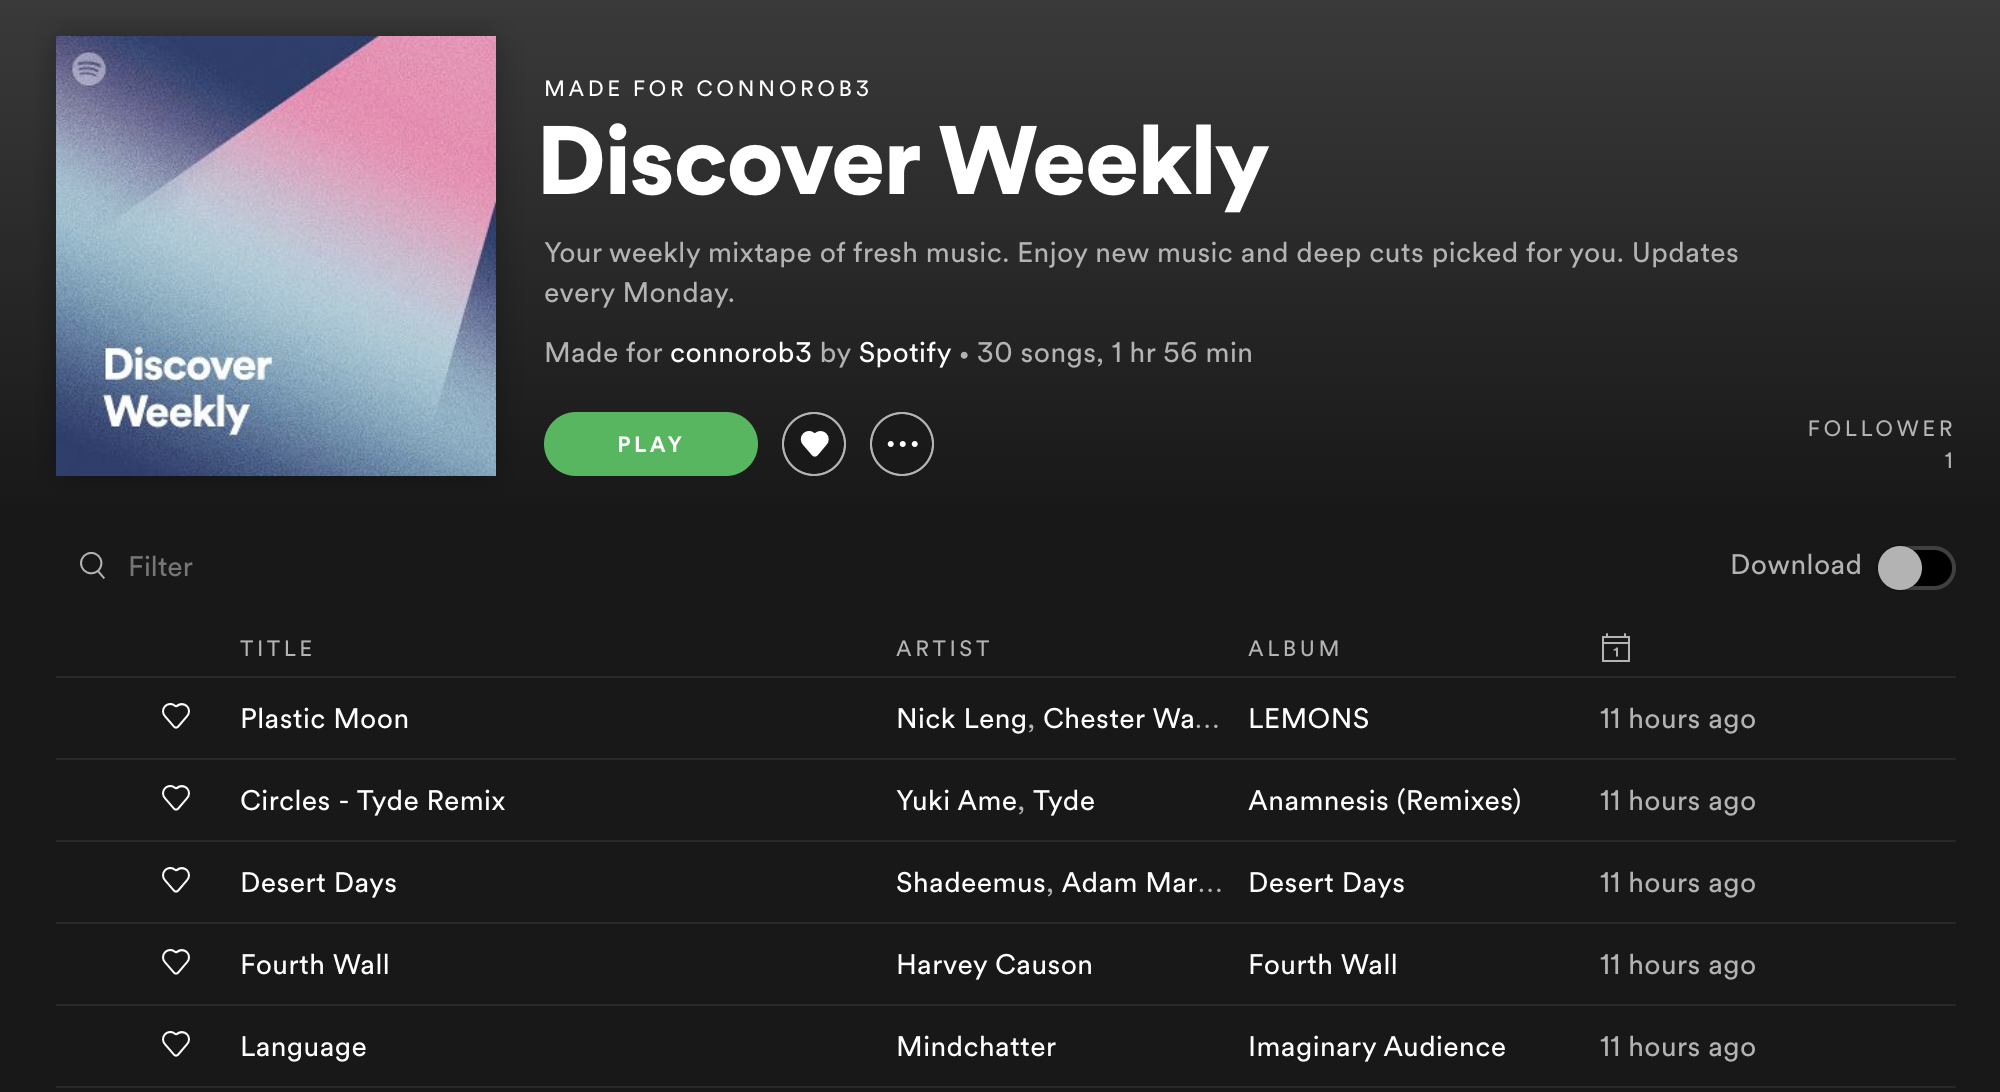 Discover
Weekly
MADE FOR CONNOROB3
Discover Weekly
Your weekly mixtape of fresh music. Enjoy new music and deep cuts picked for you. Updates
every Monday.
Made for connorob3 by Spotify • 30 songs, 1 hr 56 min
PLAY
FOLLOWER
1
Filter
Download
TITLE ARTIST ALBUM 1
Plastic Moon Nick Leng, Chester Wa... LEMONS 11 hours ago
Circles - Tyde Remix Yuki Ame, Tyde Anamnesis (Remixes) 11 hours ago
Desert Days Shadeemus, Adam Mar... Desert Days 11 hours ago
Fourth Wall Harvey Causon Fourth Wall 11 hours ago
Language Mindchatter Imaginary Audience 11 hours ago